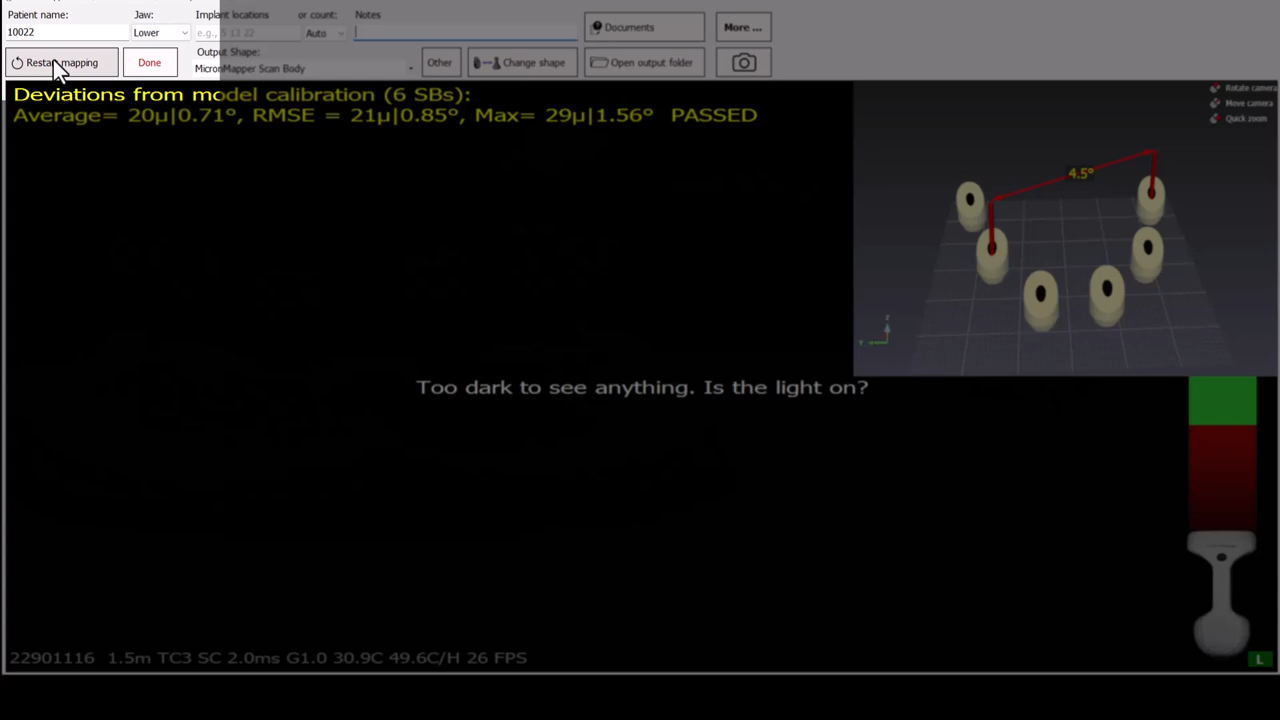 Patient name:
Jaw:
Implant locations
or count:
Notes
10022
Lower
e.g., 5 13 22
Auto
Documents
More ...
Restart mapping
Done
Output Shape:
MicronMapper Scan Body
Other
Change shape
Open output folder
Deviations from model calibration (6 SBs):
Average= 20µ|0.71°, RMSE = 21µ|0.85°, Max= 29µ|1.56° PASSED
Rotate camera
Move camera
Quick zoom
4.5°
z
Y
Too dark to see anything. Is the light on?
22901116 1.5m TC3 SC 2.0ms G1.0 30.9C 49.6C/H 26 FPS
L